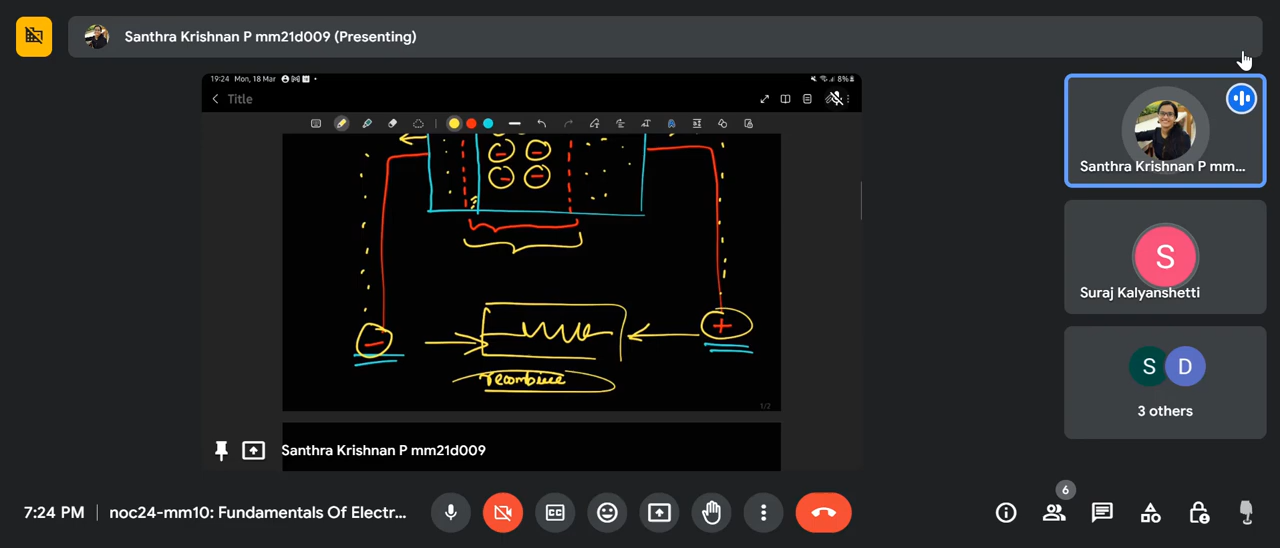 Santhra Krishnan P mm21d009 (Presenting)
19:24 Mon, 18 Mar
8%
Title
Santhra Krishnan P mm...
S
Suraj Kalyanshetti
- -
- -
- +
recombine
1/2
S D
3 others
Santhra Krishnan P mm21d009
7:24 PM | noc24-mm10: Fundamentals Of Electr...
6